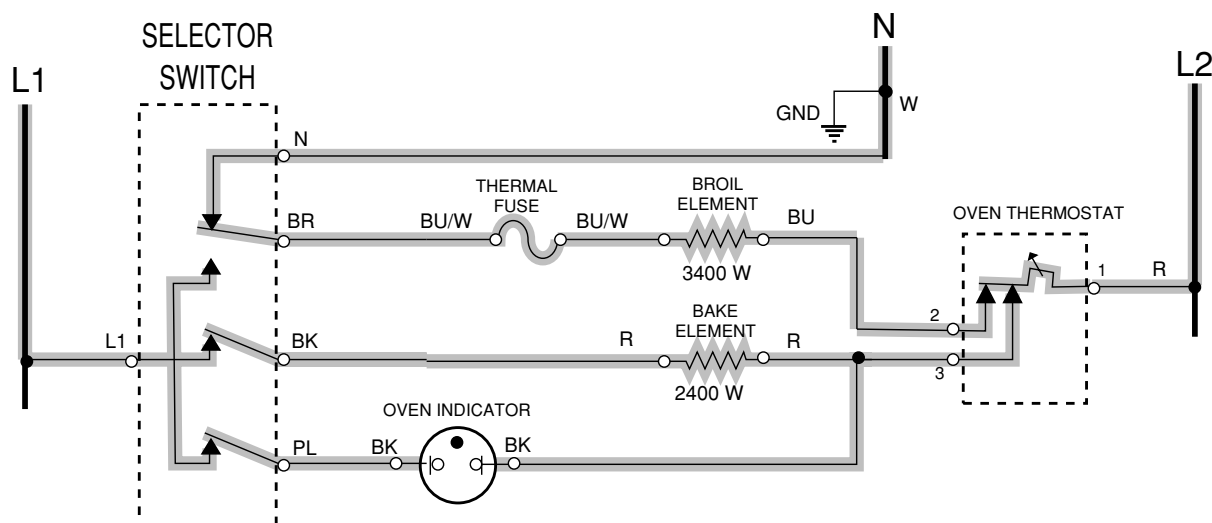 SELECTOR
SWITCH
N
L1
L2
W
GND
N
THERMAL
FUSE
BROIL
ELEMENT
BR
BU/W
BU/W
BU
OVEN THERMOSTAT
3400 W
1
R
BAKE
ELEMENT
2
L1
BK
R
R
3
2400 W
OVEN INDICATOR
PL
BK
BK